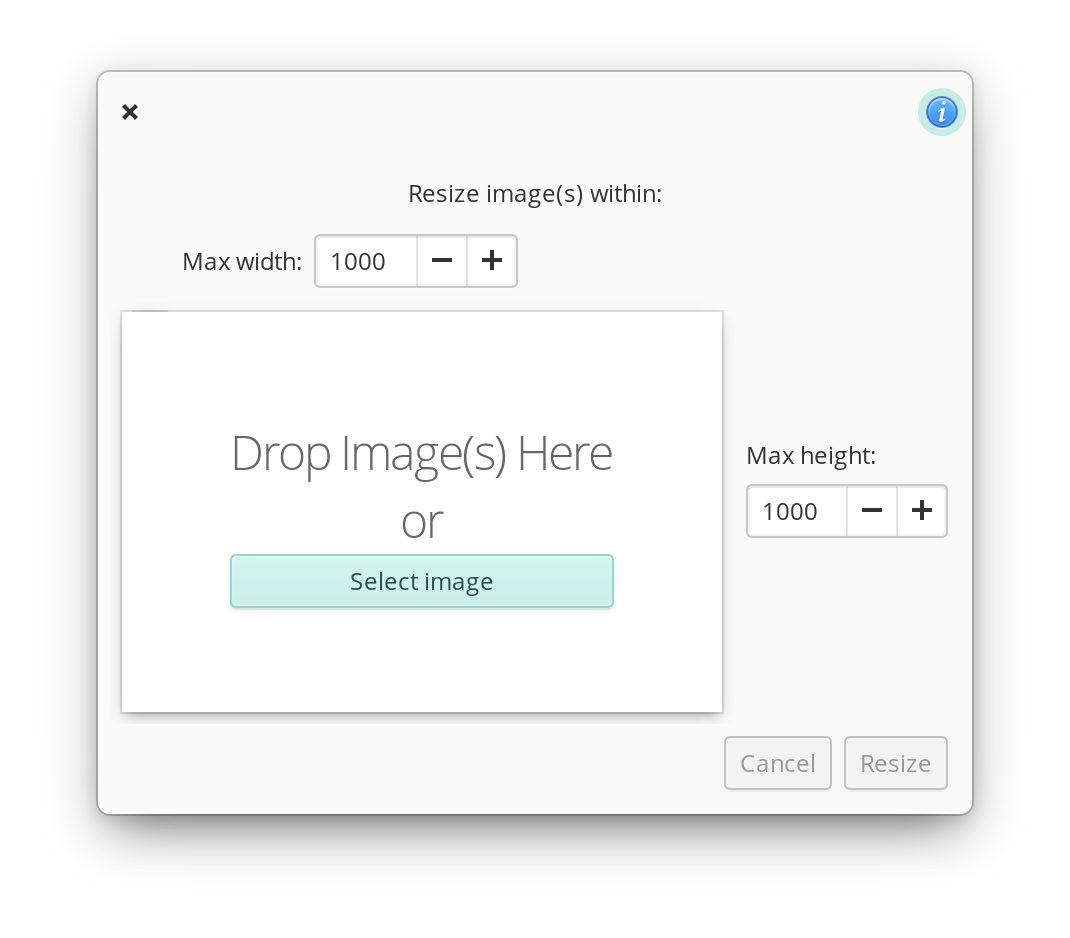 Resize image(s) within:
Max width: 1000
Drop Image(s) Here
or
Select image
Max height:
1000
Cancel Resize